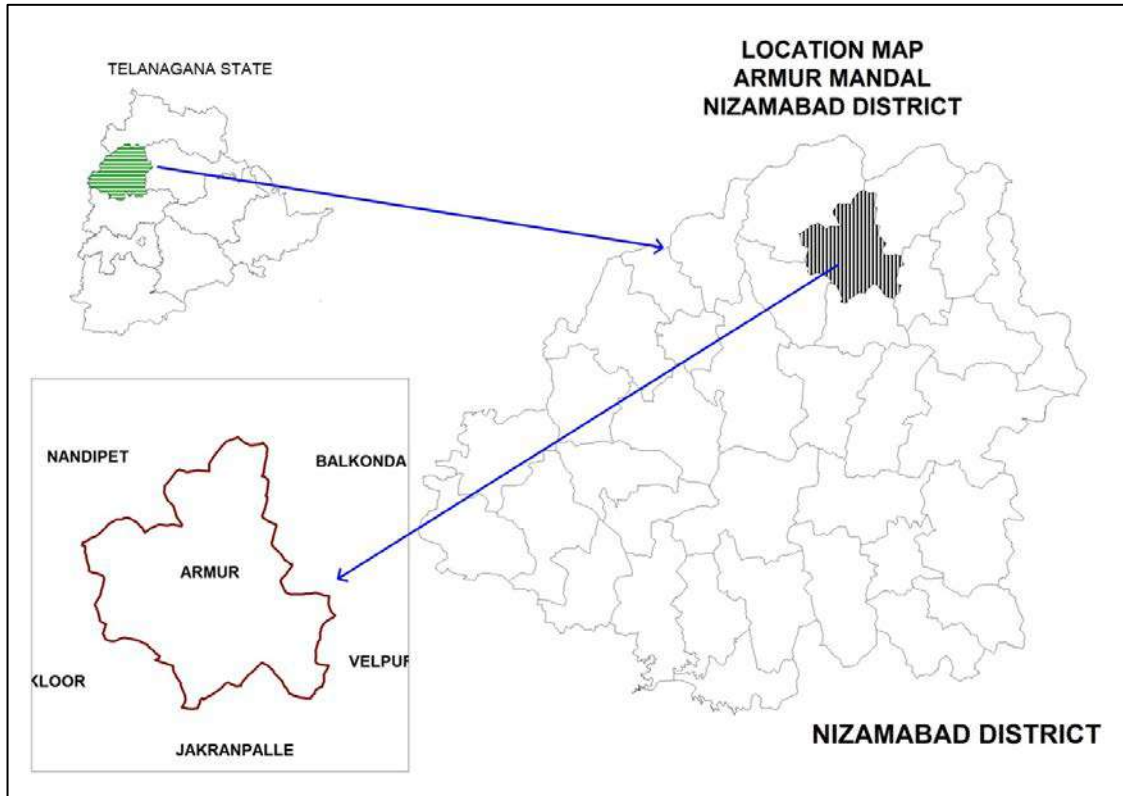 TELANAGANA STATE
LOCATION MAP
ARMUR MANDAL
NIZAMABAD DISTRICT
NANDIPET
BALKONDA
ARMUR
VELPUR
KLOOR
JAKRANPALLE
NIZAMABAD DISTRICT